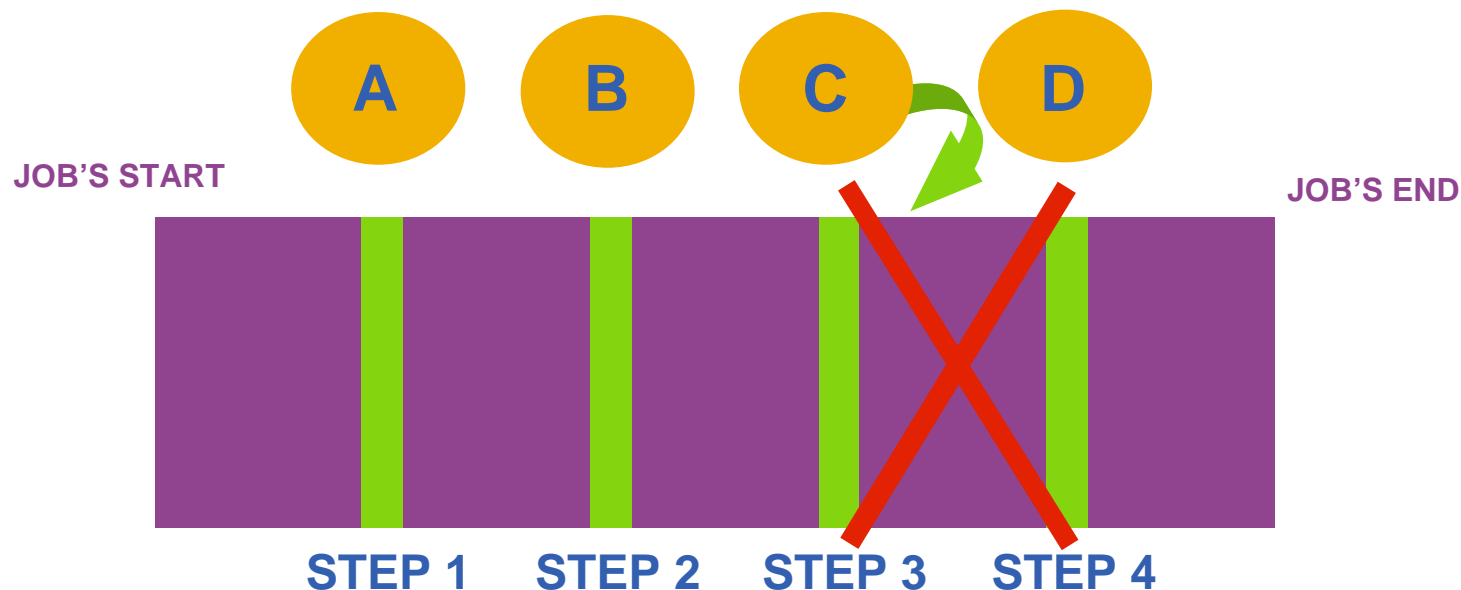 A B C D
JOB’S START
JOB’S END
STEP 1 STEP 2 STEP 3 STEP 4